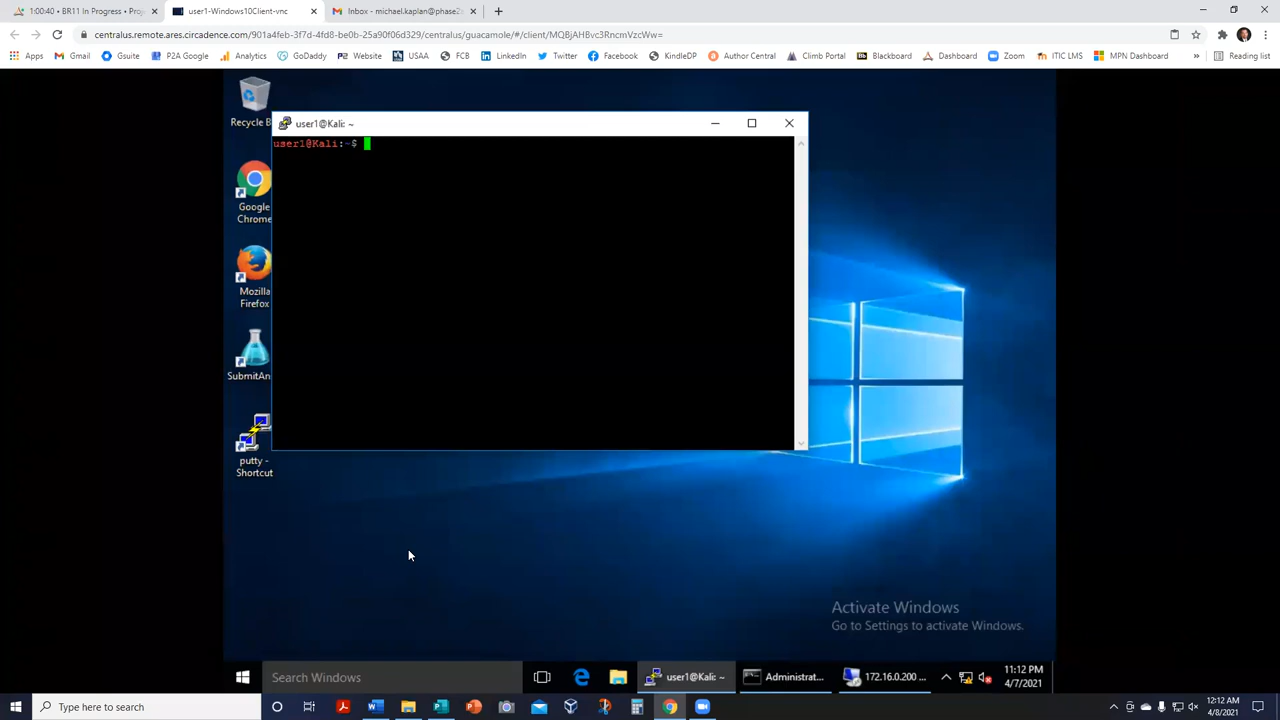 1:00:40 • BR11 In Progress • Proj
user1-Windows10Client-vnc
Inbox - michael.kaplan@phase2
centralus.remote.ares.circadence.com/901a4feb-3f7d-4fd8-be0b-25a90f06d329/centralus/guacamole/#/client/MQBjAHBvc3RncmVzcWw=
Apps
Gmail
Gsuite
P2A Google
Analytics
GoDaddy
Website
USAA
FCB
LinkedIn
Twitter
Facebook
KindleDP
Author Central
Climb Portal
Blackboard
Dashboard
Zoom
ITIC LMS
MPN Dashboard
»
Reading list
Recycle B
user1@Kali: ~
user1@Kali:~$
Google
Chrome
Mozilla
Firefox
SubmitAn
putty -
Shortcut
Activate Windows
Go to Settings to activate Windows.
Search Windows
user1@Kali: ~
Administrat...
172.16.0.200 ...
11:12 PM
4/7/2021
Type here to search
12:12 AM
4/8/2021